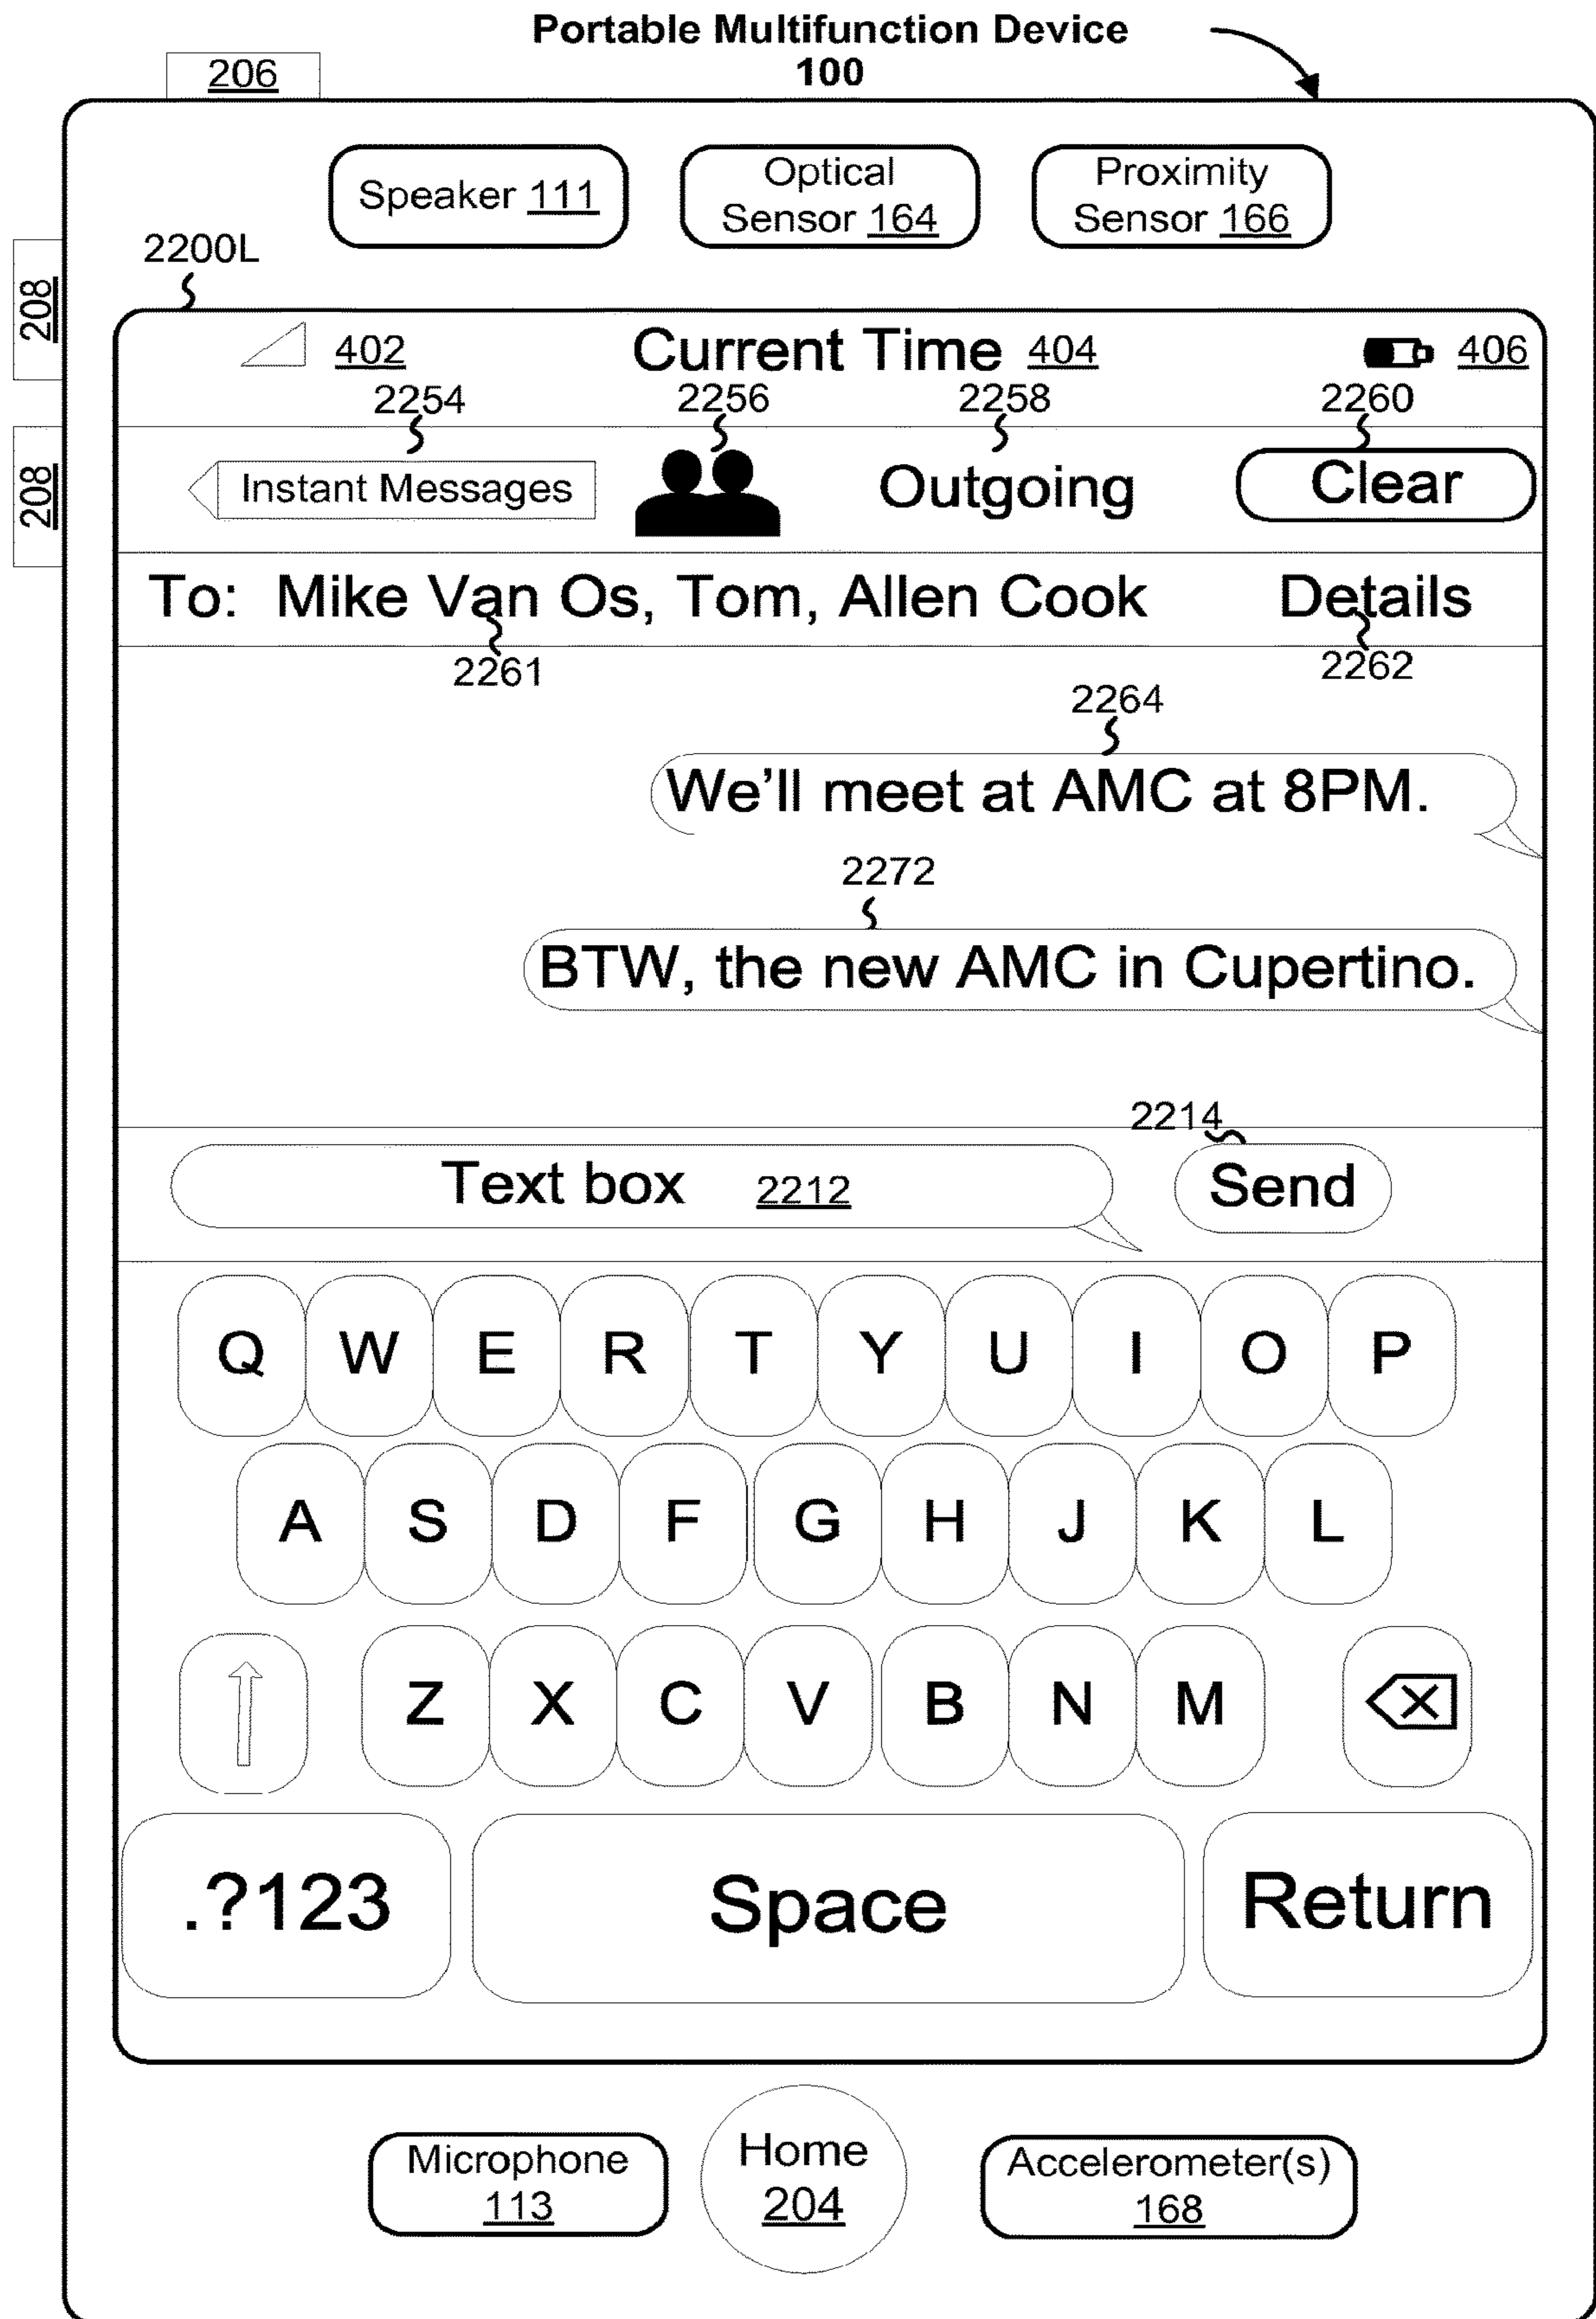 Portable Multifunction Device
100
206
Speaker 111
Optical Sensor 164
Proximity Sensor 166
208
2200L
402
Current Time 404
406
2254
2256
2258
2260
208
Instant Messages
Outgoing
Clear
To: Mike Van Os, Tom, Allen Cook
Details
2261
2262
2264
We'll meet at AMC at 8PM.
2272
BTW, the new AMC in Cupertino.
2214
Text box 2212
Send
Q W E R T Y U I O P
A S D F G H J K L
Z X C V B N M
.?123
Space
Return
Microphone 113
Home 204
Accelerometer(s) 168